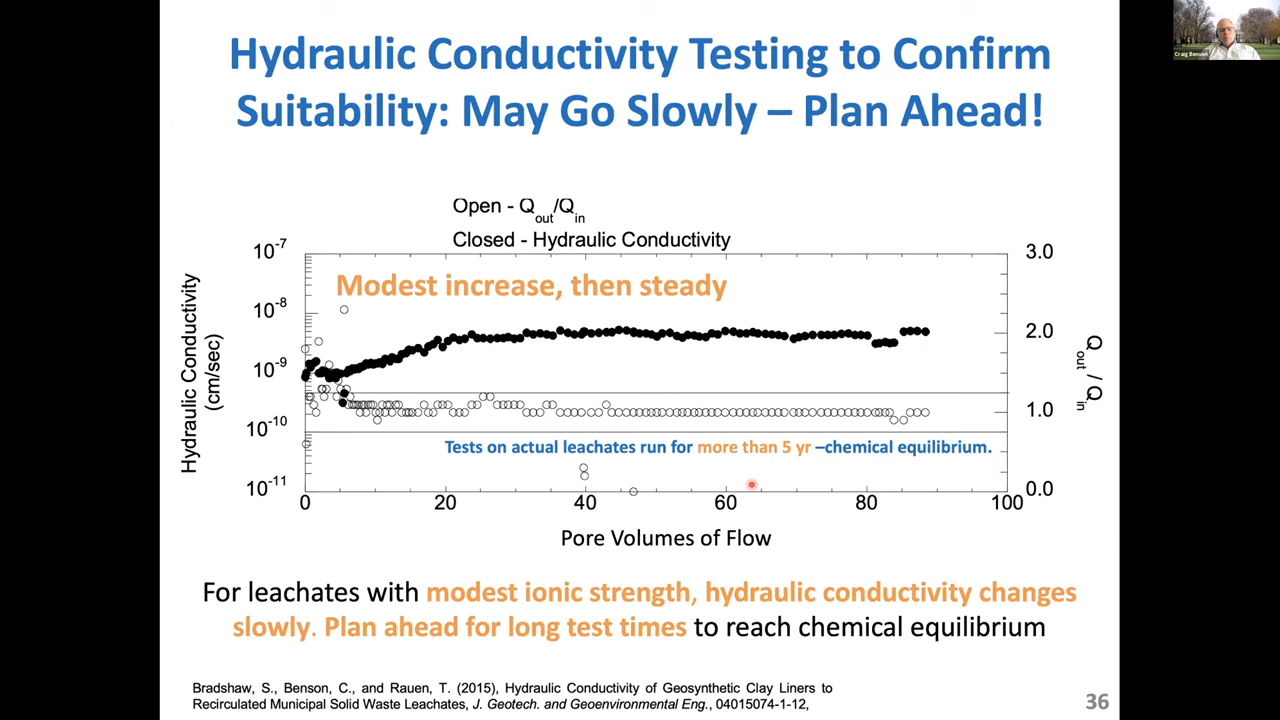 Hydraulic Conductivity Testing to Confirm
Suitability: May Go Slowly – Plan Ahead!
Craig Benson
Open - Qout/Qin
Closed - Hydraulic Conductivity
Modest increase, then steady
Hydraulic Conductivity
(cm/sec)
10-7
10-8
10-9
10-10
10-11
3.0
2.0
1.0
0.0
Qout / Qin
Tests on actual leachates run for more than 5 yr –chemical equilibrium.
0 20 40 60 80 100
Pore Volumes of Flow
For leachates with modest ionic strength, hydraulic conductivity changes
slowly. Plan ahead for long test times to reach chemical equilibrium
Bradshaw, S., Benson, C., and Rauen, T. (2015), Hydraulic Conductivity of Geosynthetic Clay Liners to
Recirculated Municipal Solid Waste Leachates, J. Geotech. and Geoenvironmental Eng., 04015074-1-12,
36